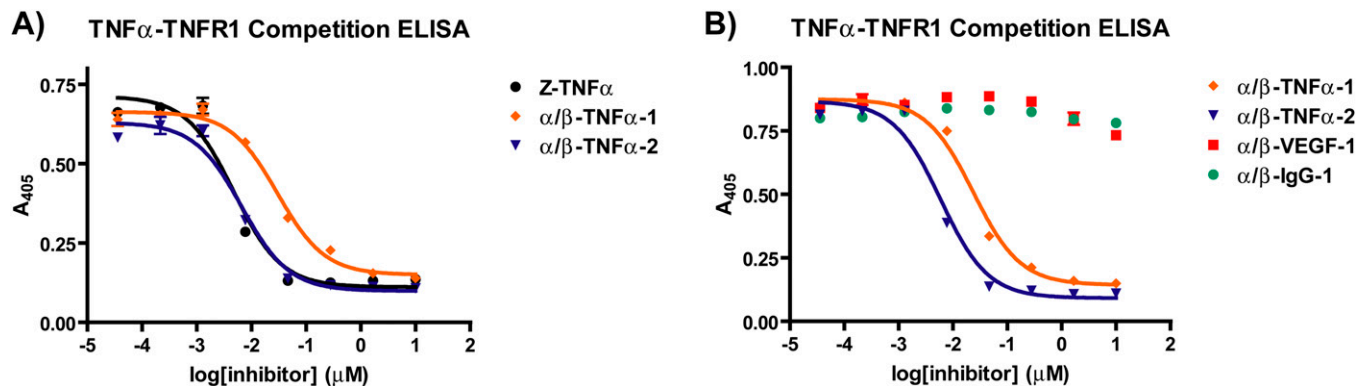 A)
TNFα-TNFR1 Competition ELISA
0.75
0.50
0.25
0.00
A405
-5 -4 -3 -2 -1 0 1 2
log[inhibitor] (μM)
Z-TNFα
α/β-TNFα-1
α/β-TNFα-2
B)
TNFα-TNFR1 Competition ELISA
1.00
0.75
0.50
0.25
0.00
A405
-5 -4 -3 -2 -1 0 1 2
log[inhibitor] (μM)
α/β-TNFα-1
α/β-TNFα-2
α/β-VEGF-1
α/β-IgG-1